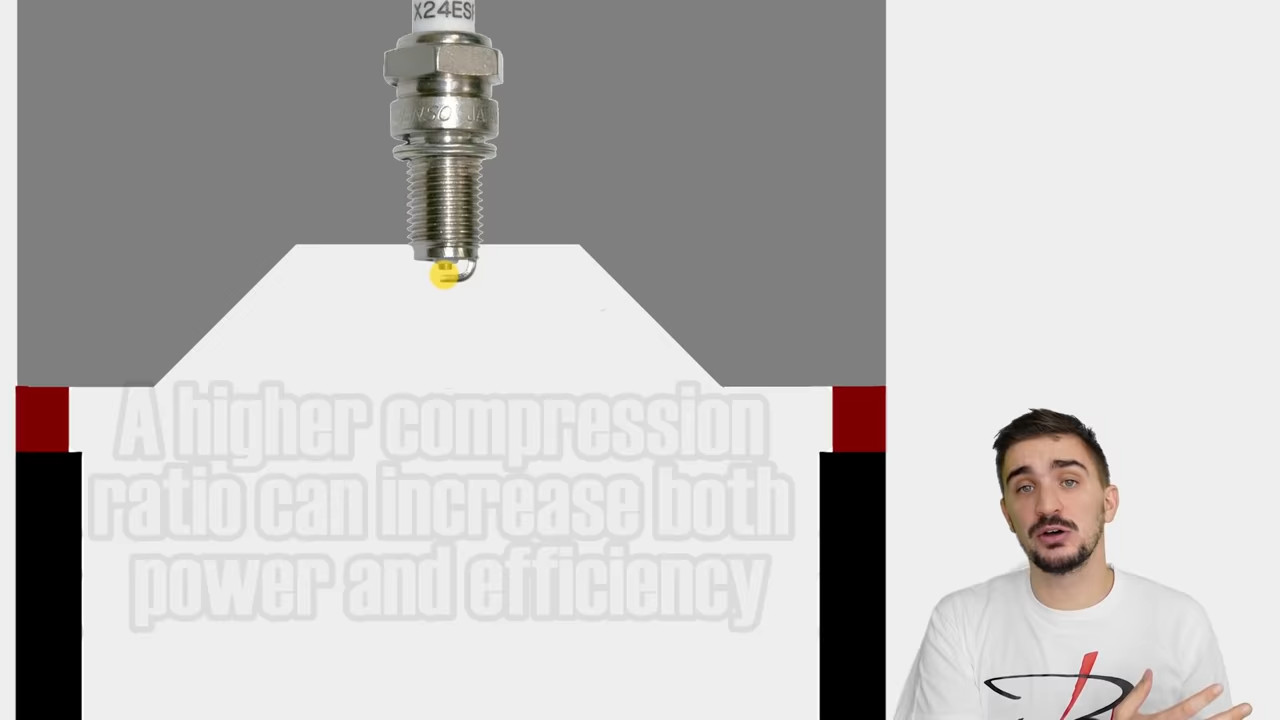 X24ES
A higher compression
ratio can increase both
power and efficiency